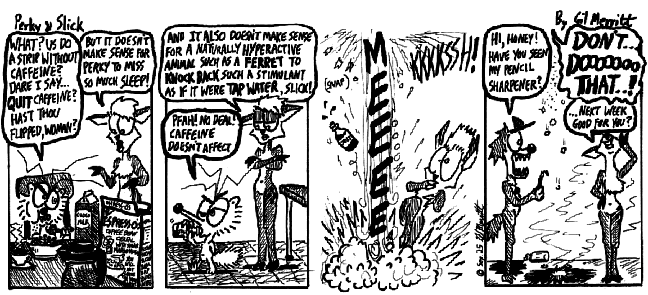 Perky & Slick
By Gil Merritt
WHAT? US DO
A STRIP WITHOUT
CAFFEINE?
DARE I SAY...
QUIT CAFFEINE?
HAST THOU
FLIPPED, WOMAN?
BUT IT DOESN'T
MAKE SENSE FOR
PERKY TO MISS
SO MUCH SLEEP!
AND IT ALSO DOESN'T MAKE SENSE
FOR A NATURALLY HYPERACTIVE
ANIMAL SUCH AS A FERRET TO
KNOCK BACK SUCH A STIMULANT
AS IF IT WERE TAP WATER, SLICK!
PFAH! NO DEAL!
CAFFEINE
DOESN'T AFFECT
MEEEEEEE
(SNAP)
KKKKSSH!
HI, HONEY!
HAVE YOU SEEN
MY PENCIL
SHARPENER?
DON'T...
DOOOOOOO
THAT..!
...NEXT WEEK
GOOD FOR YOU?